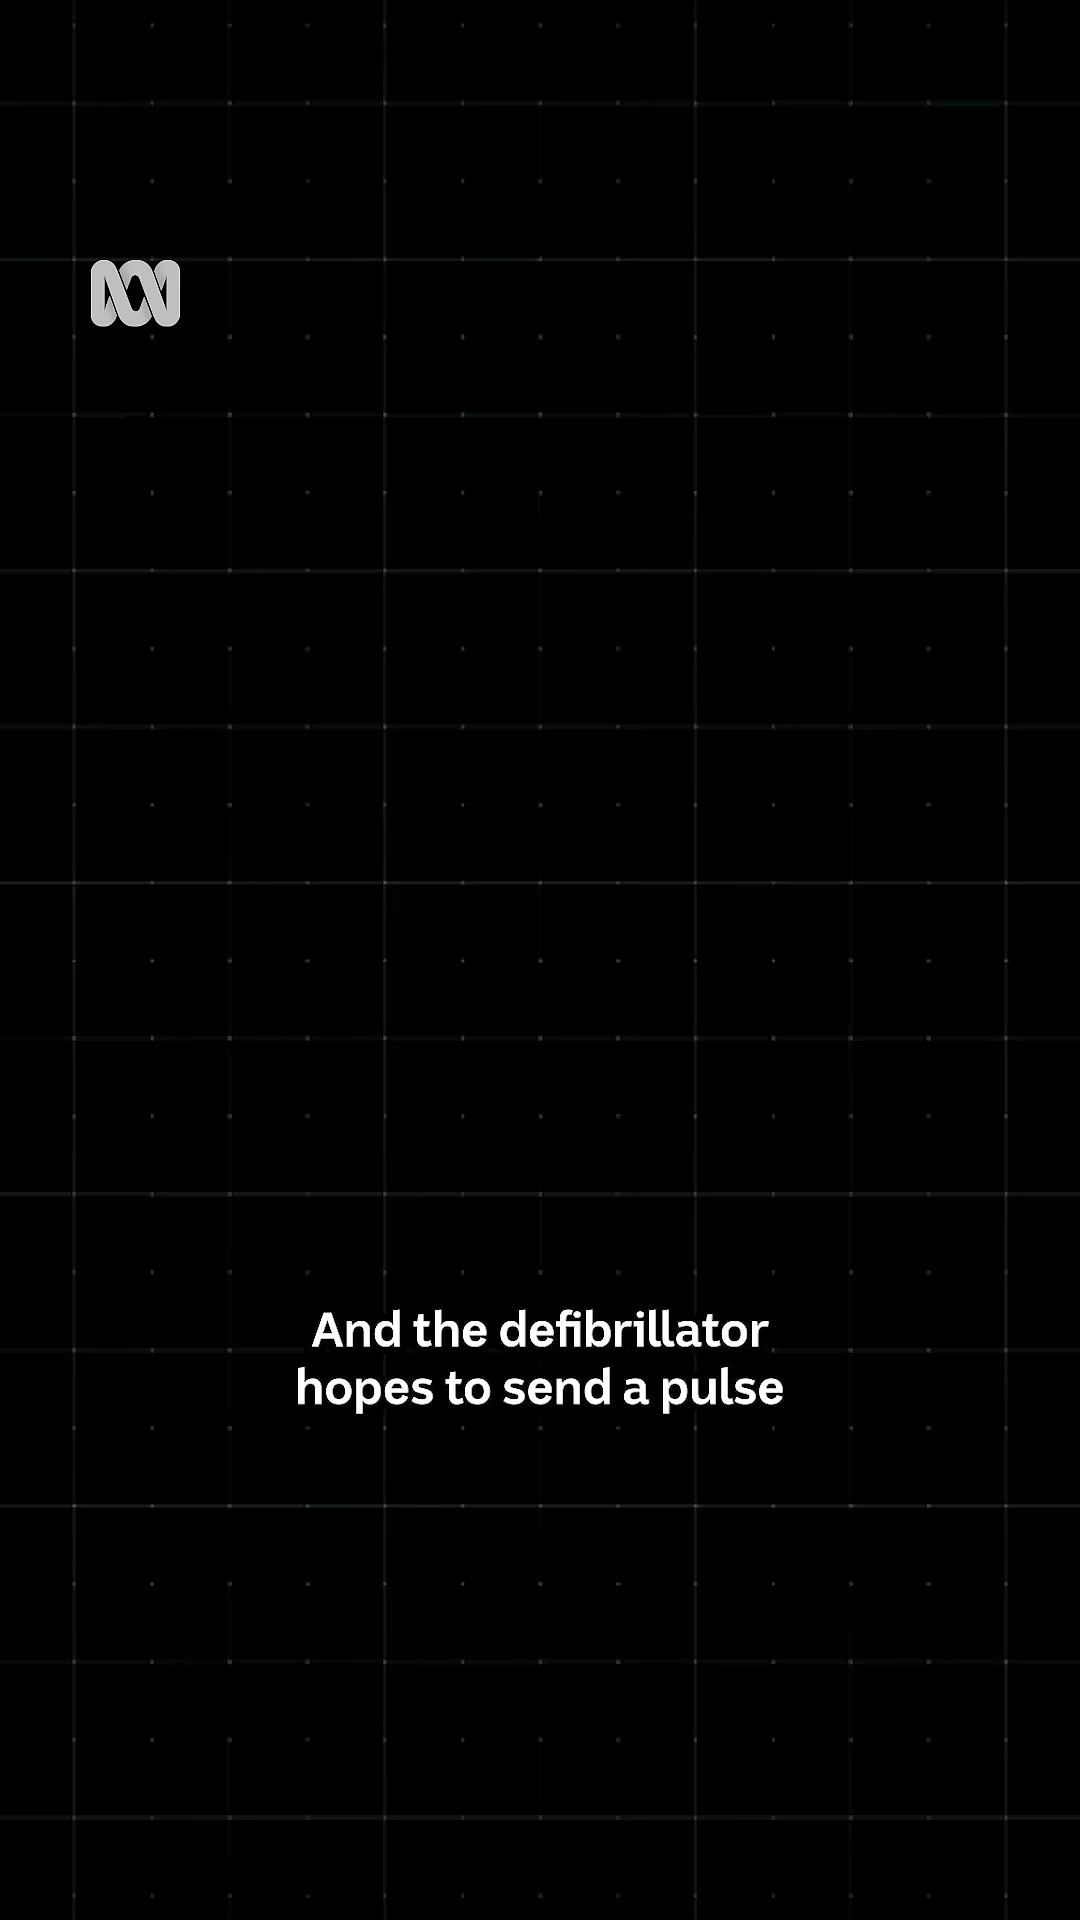 And the defibrillator
hopes to send a pulse